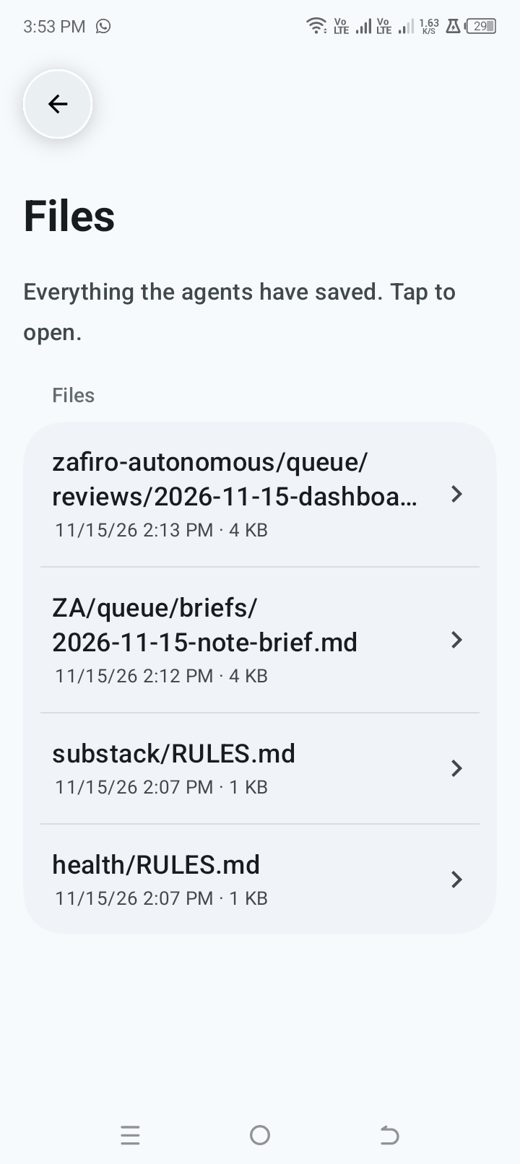 3:53 PM
Vo LTE Vo LTE 1.63 K/S 29
Files
Everything the agents have saved. Tap to
open.
Files
zafiro-autonomous/queue/
reviews/2026-11-15-dashboa...
11/15/26 2:13 PM · 4 KB
ZA/queue/briefs/
2026-11-15-note-brief.md
11/15/26 2:12 PM · 4 KB
substack/RULES.md
11/15/26 2:07 PM · 1 KB
health/RULES.md
11/15/26 2:07 PM · 1 KB